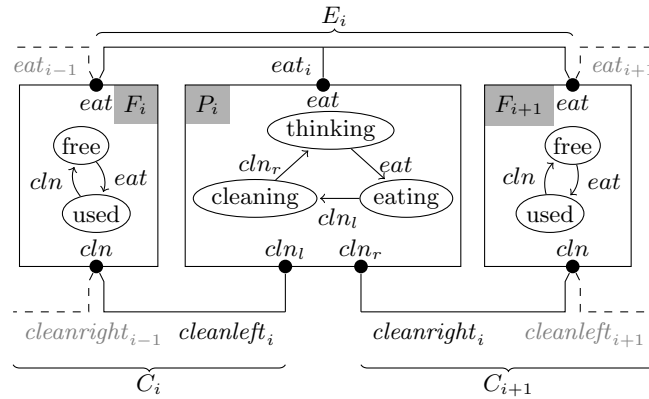 E_i
eat_{i−1} eat_i eat_{i+1}
eat F_i P_i eat F_{i+1} eat
thinking
free cln_r eat free
cln eat cleaning eating cln eat
used cln_l used
cln cln_l cln_r cln
cleanright_{i−1} cleanleft_i cleanright_i cleanleft_{i+1}
C_i C_{i+1}